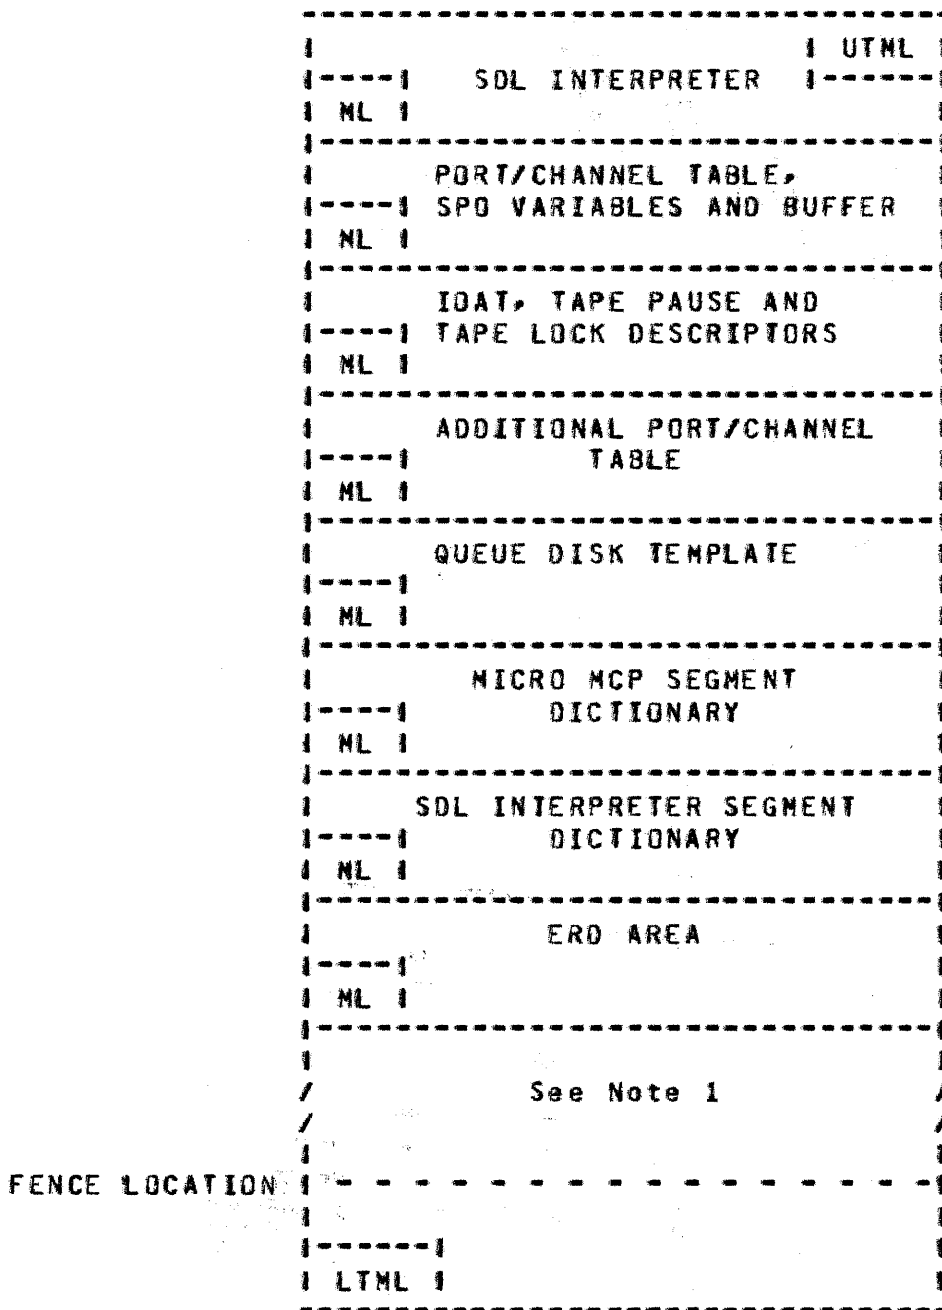 UTML
SDL INTERPRETER
ML
PORT/CHANNEL TABLE,
SPO VARIABLES AND BUFFER
ML
IOAT, TAPE PAUSE AND
TAPE LOCK DESCRIPTORS
ML
ADDITIONAL PORT/CHANNEL
TABLE
ML
QUEUE DISK TEMPLATE
ML
MICRO MCP SEGMENT
DICTIONARY
ML
SDL INTERPRETER SEGMENT
DICTIONARY
ML
ERO AREA
ML
See Note 1
FENCE LOCATION
LTML